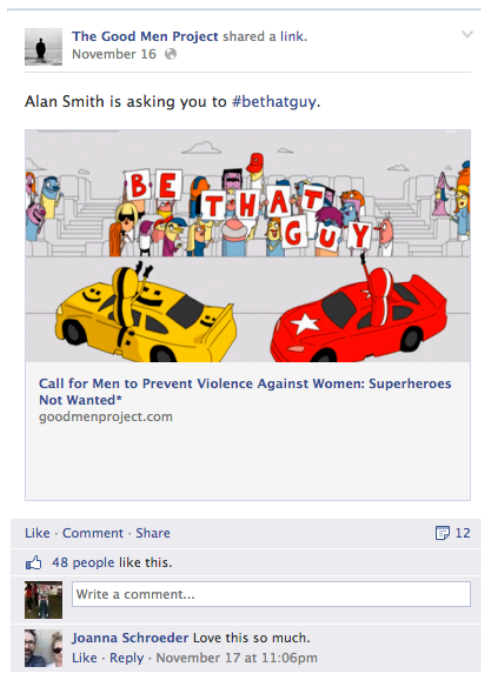 The Good Men Project shared a link.
November 16
Alan Smith is asking you to #bethatguy.
BE
THAT
GUY
Call for Men to Prevent Violence Against Women: Superheroes
Not Wanted*
goodmenproject.com
Like · Comment · Share
12
48 people like this.
Write a comment...
Joanna Schroeder Love this so much.
Like · Reply · November 17 at 11:06pm